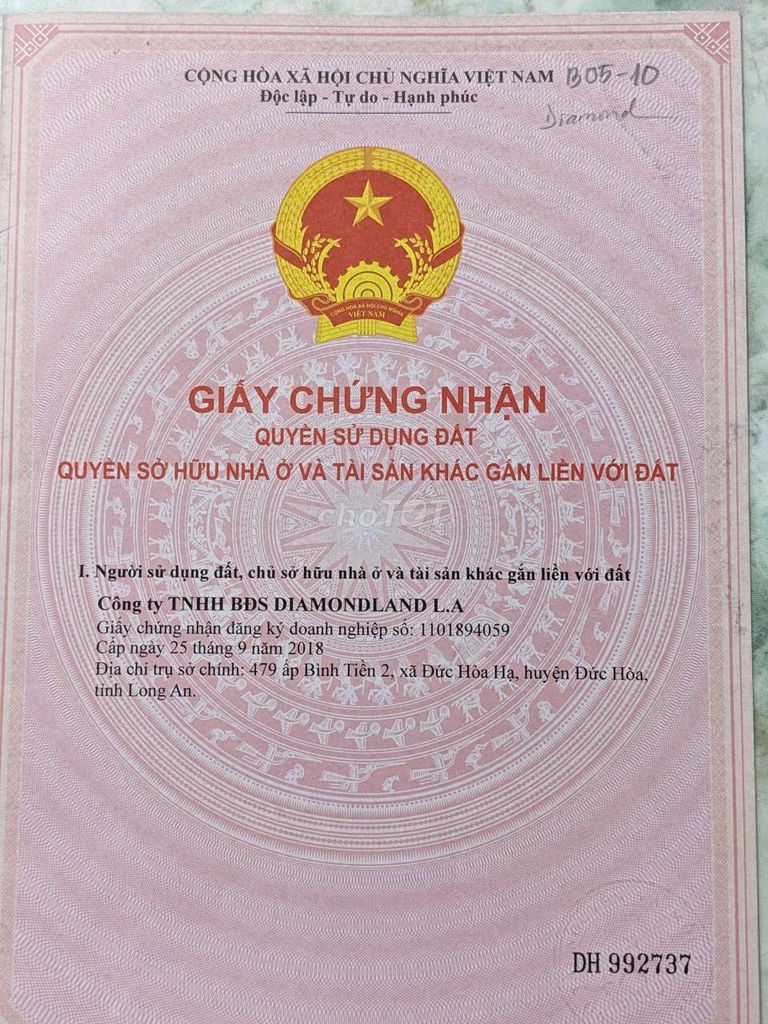 CỘNG HÒA XÃ HỘI CHỦ NGHĨA VIỆT NAM B05-10
Độc lập - Tự do - Hạnh phúc
Diamond
CỘNG HÒA XÃ HỘI CHỦ NGHĨA
VIỆT NAM
GIẤY CHỨNG NHẬN
QUYỀN SỬ DỤNG ĐẤT
QUYỀN SỞ HỮU NHÀ Ở VÀ TÀI SẢN KHÁC GẮN LIỀN VỚI ĐẤT
choTỐT
I. Người sử dụng đất, chủ sở hữu nhà ở và tài sản khác gắn liền với đất
Công ty TNHH BĐS DIAMONDLAND L.A
Giấy chứng nhận đăng ký doanh nghiệp số: 1101894059
Cấp ngày 25 tháng 9 năm 2018
Địa chỉ trụ sở chính: 479 ấp Bình Tiền 2, xã Đức Hòa Hạ, huyện Đức Hòa,
tỉnh Long An.
DH 992737